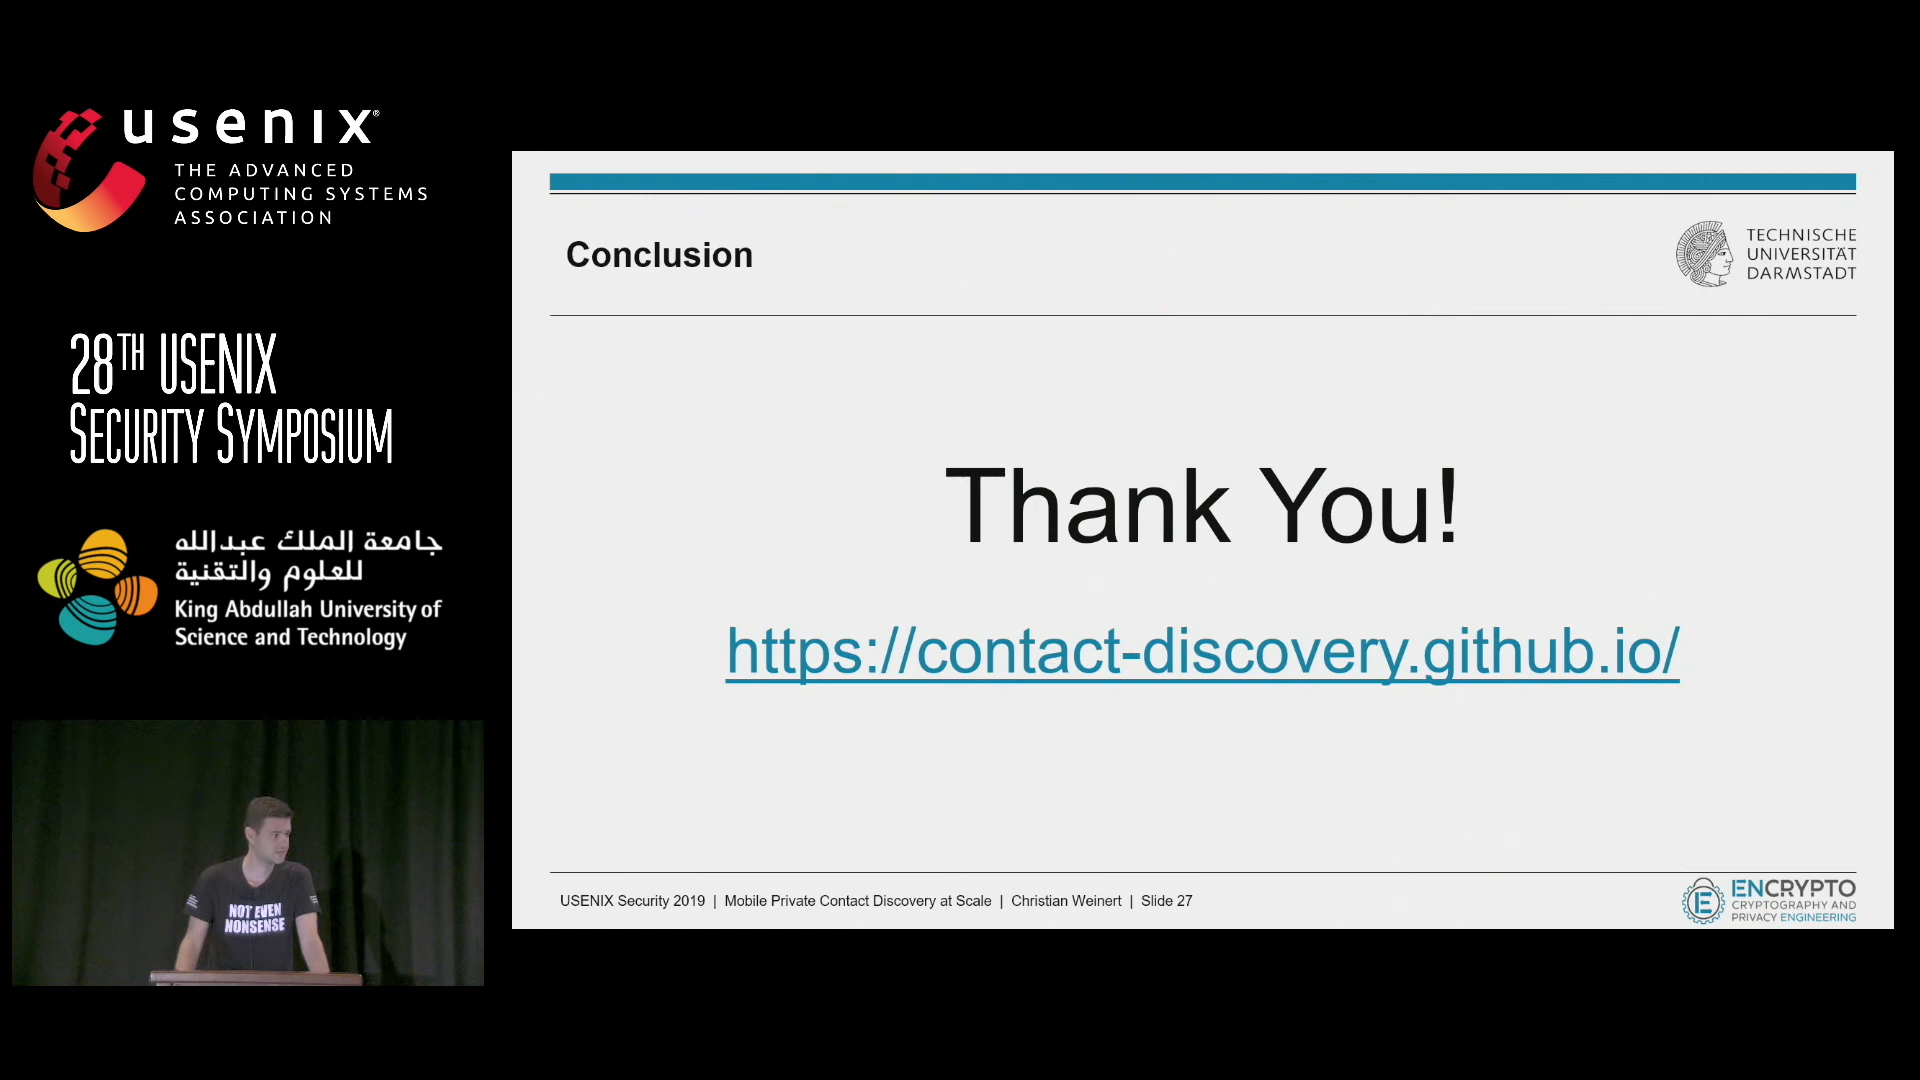 usenix®
THE ADVANCED
COMPUTING SYSTEMS
ASSOCIATION
28TH USENIX
SECURITY SYMPOSIUM
جامعة الملك عبدالله
للعلوم والتقنية
King Abdullah University of
Science and Technology
NOT EVEN
NONSENSE
Conclusion
TECHNISCHE
UNIVERSITÄT
DARMSTADT
Thank You!
https://contact-discovery.github.io/
USENIX Security 2019 | Mobile Private Contact Discovery at Scale | Christian Weinert | Slide 27
ENCRYPTO
CRYPTOGRAPHY AND
PRIVACY ENGINEERING